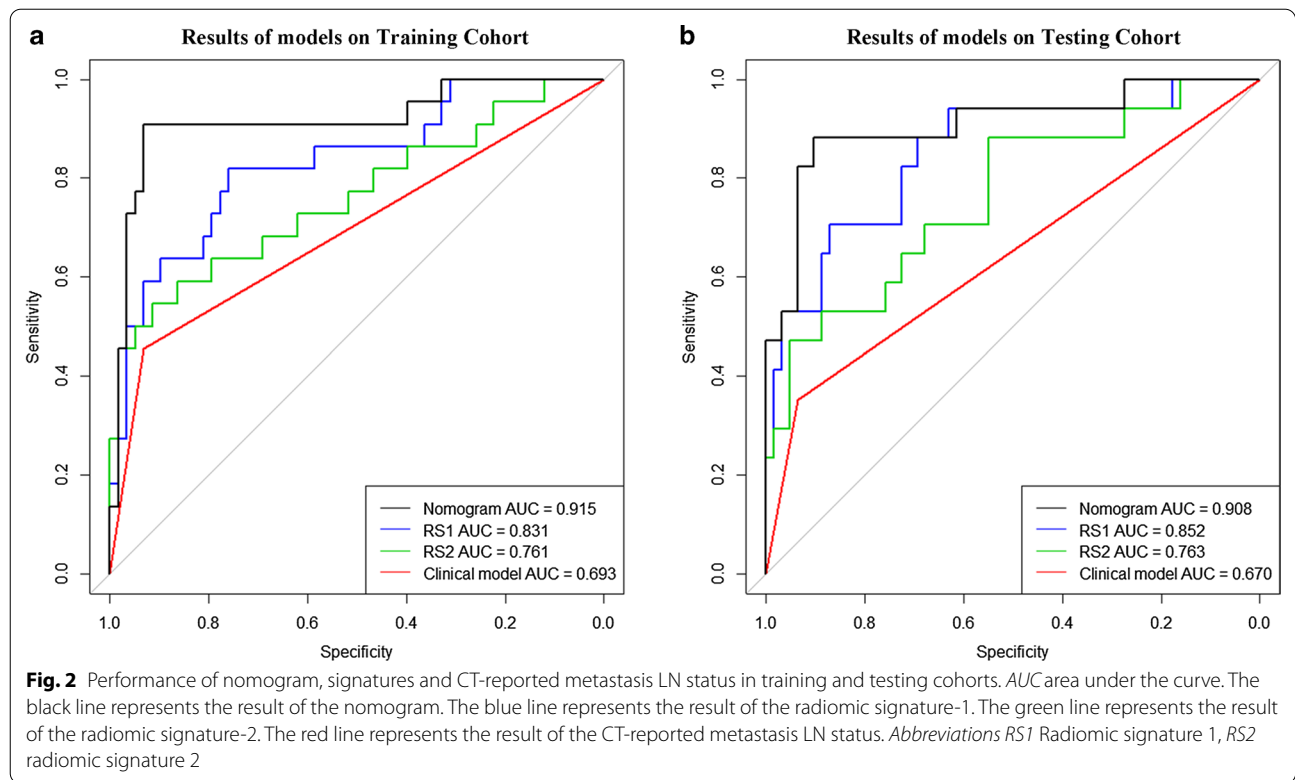 a
Results of models on Training Cohort
Sensitivity
1.0
0.8
0.6
0.4
0.2
0.0
Nomogram AUC = 0.915
RS1 AUC = 0.831
RS2 AUC = 0.761
Clinical model AUC = 0.693
1.0 0.8 0.6 0.4 0.2 0.0
Specificity
b
Results of models on Testing Cohort
Sensitivity
1.0
0.8
0.6
0.4
0.2
0.0
Nomogram AUC = 0.908
RS1 AUC = 0.852
RS2 AUC = 0.763
Clinical model AUC = 0.670
1.0 0.8 0.6 0.4 0.2 0.0
Specificity
Fig. 2 Performance of nomogram, signatures and CT-reported metastasis LN status in training and testing cohorts. AUC area under the curve. The
black line represents the result of the nomogram. The blue line represents the result of the radiomic signature-1. The green line represents the result
of the radiomic signature-2. The red line represents the result of the CT-reported metastasis LN status. Abbreviations RS1 Radiomic signature 1, RS2
radiomic signature 2